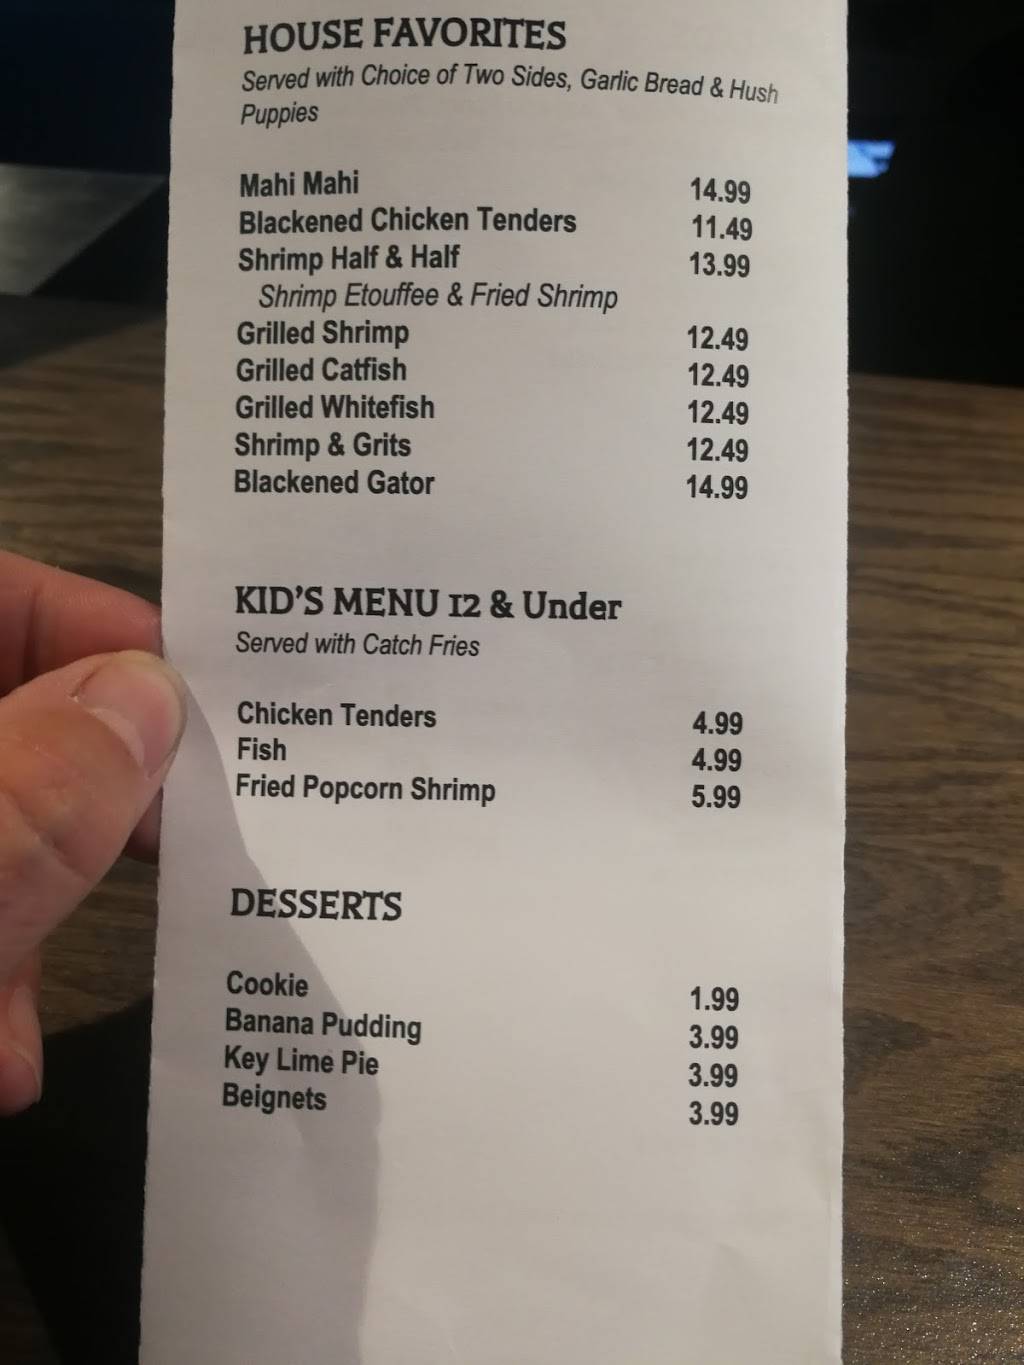 HOUSE FAVORITES
Served with Choice of Two Sides, Garlic Bread & Hush
Puppies
Mahi Mahi 14.99
Blackened Chicken Tenders 11.49
Shrimp Half & Half 13.99
Shrimp Etouffee & Fried Shrimp
Grilled Shrimp 12.49
Grilled Catfish 12.49
Grilled Whitefish 12.49
Shrimp & Grits 12.49
Blackened Gator 14.99
KID'S MENU 12 & Under
Served with Catch Fries
Chicken Tenders 4.99
Fish 4.99
Fried Popcorn Shrimp 5.99
DESSERTS
Cookie 1.99
Banana Pudding 3.99
Key Lime Pie 3.99
Beignets 3.99